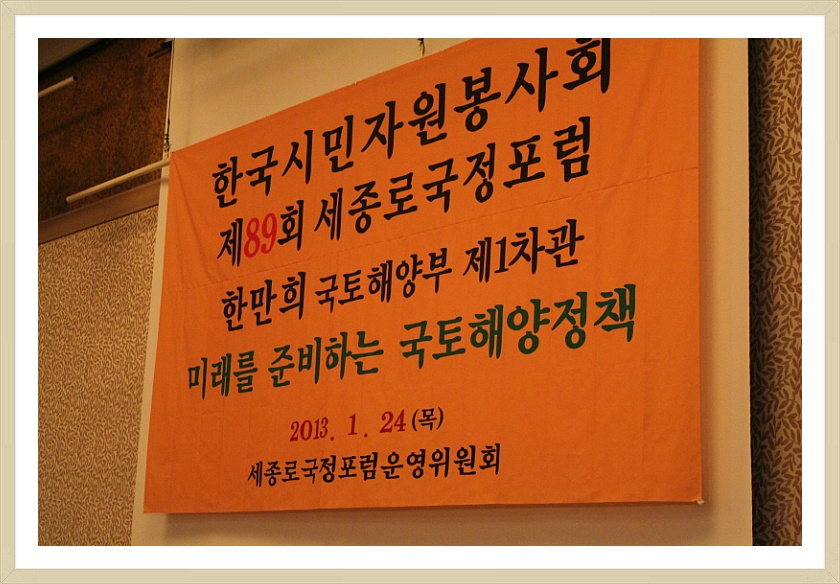 한국시민자원봉사회
제89회 세종로국정포럼
한만희 국토해양부 제1차관
미래를 준비하는 국토해양정책
2013. 1. 24 (목)
세종로국정포럼운영위원회